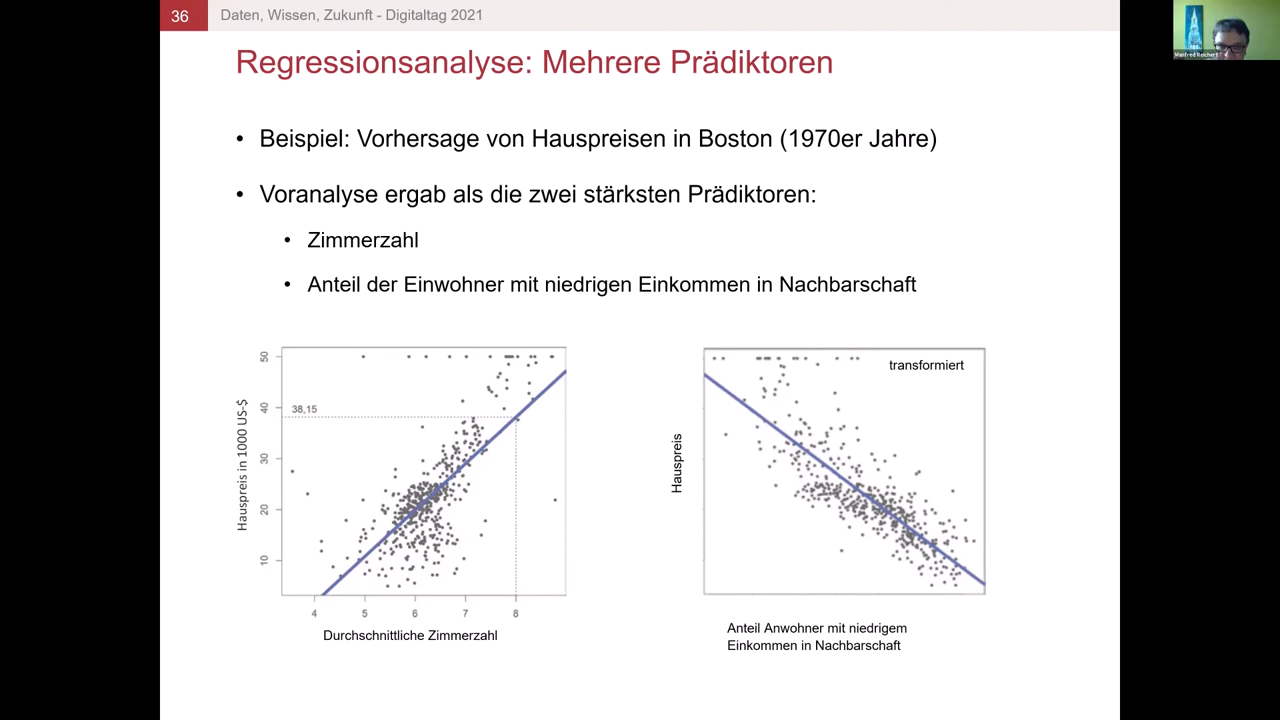 36
Daten, Wissen, Zukunft - Digitaltag 2021
Manfred Reichert
Regressionsanalyse: Mehrere Prädiktoren
• Beispiel: Vorhersage von Hauspreisen in Boston (1970er Jahre)
• Voranalyse ergab als die zwei stärksten Prädiktoren:
• Zimmerzahl
• Anteil der Einwohner mit niedrigen Einkommen in Nachbarschaft
Hauspreis in 1000 US-$
50
40
30
20
10
38,15
4 5 6 7 8
Durchschnittliche Zimmerzahl
transformiert
Hauspreis
Anteil Anwohner mit niedrigem
Einkommen in Nachbarschaft